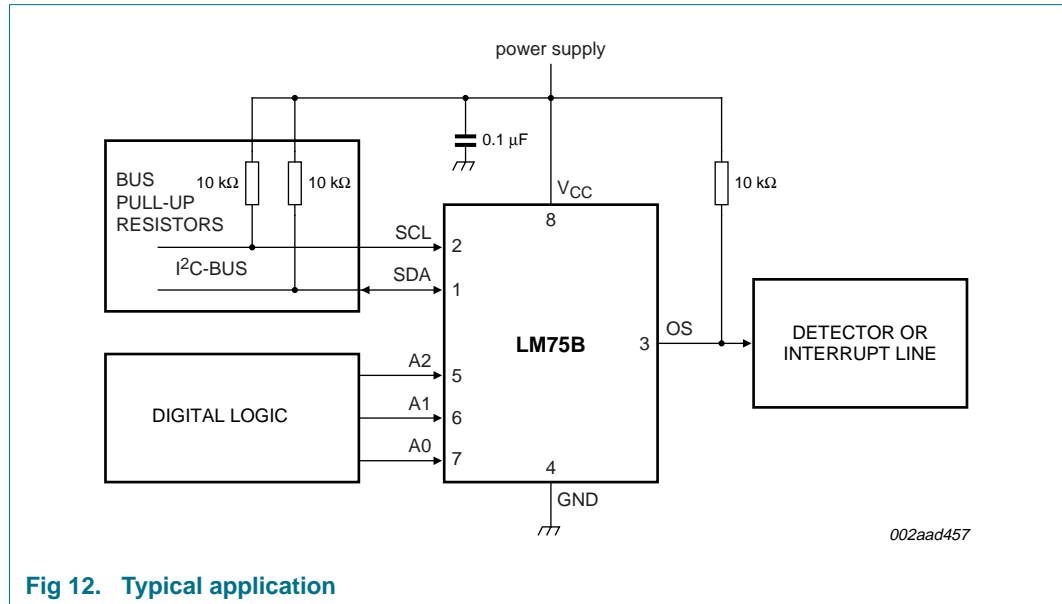 power supply
0.1 μF
BUS
PULL-UP
RESISTORS
10 kΩ
10 kΩ
10 kΩ
VCC
8
SCL
2
I2C-BUS
SDA
1
LM75B
3
OS
DETECTOR OR
INTERRUPT LINE
DIGITAL LOGIC
A2
5
A1
6
A0
7
4
GND
002aad457
Fig 12. Typical application